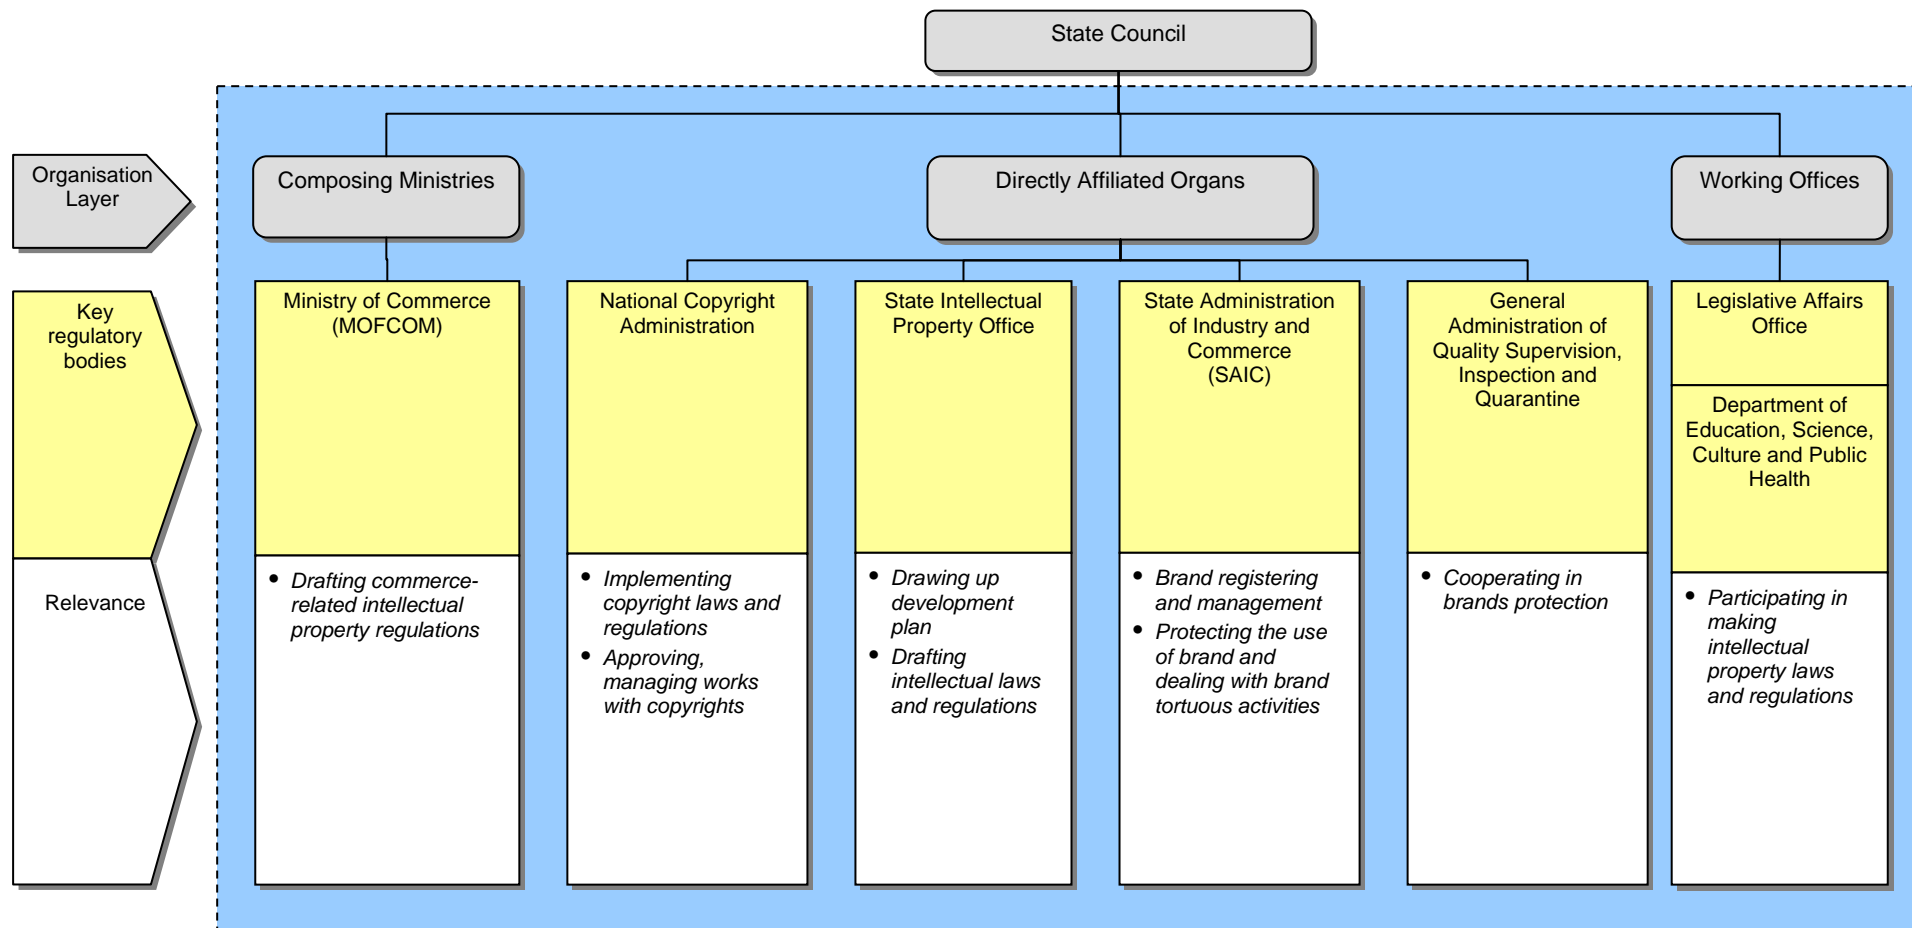 State Council
Organisation
Layer
Composing Ministries
Directly Affiliated Organs
Working Offices
Key
regulatory
bodies
Ministry of Commerce
(MOFCOM)
National Copyright
Administration
State Intellectual
Property Office
State Administration
of Industry and
Commerce
(SAIC)
General
Administration of
Quality Supervision,
Inspection and
Quarantine
Legislative Affairs
Office
Department of
Education, Science,
Culture and Public
Health
Relevance
• Drafting commerce-
related intellectual
property regulations
• Implementing
copyright laws and
regulations
• Approving,
managing works
with copyrights
• Drawing up
development
plan
• Drafting
intellectual laws
and regulations
• Brand registering
and management
• Protecting the use
of brand and
dealing with brand
tortuous activities
• Cooperating in
brands protection
• Participating in
making
intellectual
property laws
and regulations